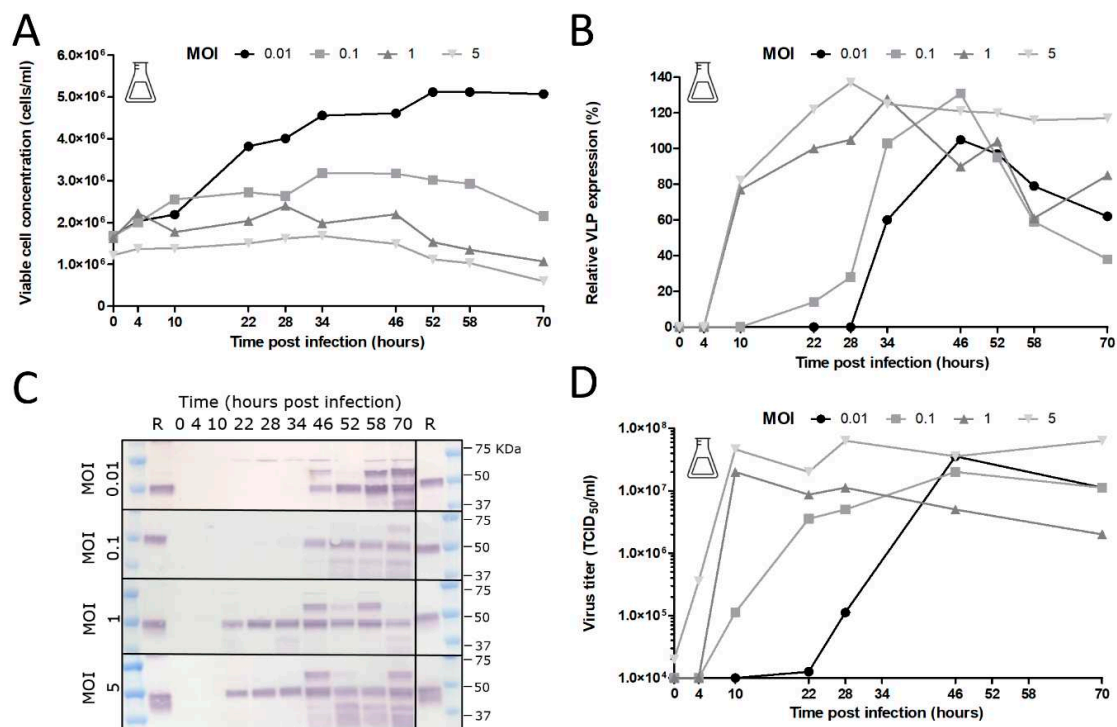 A
MOI 0.01 0.1 1 5
Viable cell concentration (cells/ml)
6.0×10⁶
5.0×10⁶
4.0×10⁶
3.0×10⁶
2.0×10⁶
1.0×10⁶
0
0 4 10 22 28 34 46 52 58 70
Time post infection (hours)
B
MOI 0.01 0.1 1 5
Relative VLP expression (%)
140
120
100
80
60
40
20
0
0 4 10 22 28 34 46 52 58 70
Time post infection (hours)
C
Time (hours post infection)
R 0 4 10 22 28 34 46 52 58 70 R
MOI 0.01
75 KDa
50
37
MOI 0.1
75
50
37
MOI 1
75
50
37
MOI 5
75
50
37
D
MOI 0.01 0.1 1 5
Virus titer (TCID₅₀/ml)
1.0×10⁸
1.0×10⁷
1.0×10⁶
1.0×10⁵
1.0×10⁴
0 4 10 22 28 34 46 52 58 70
Time post infection (hours)